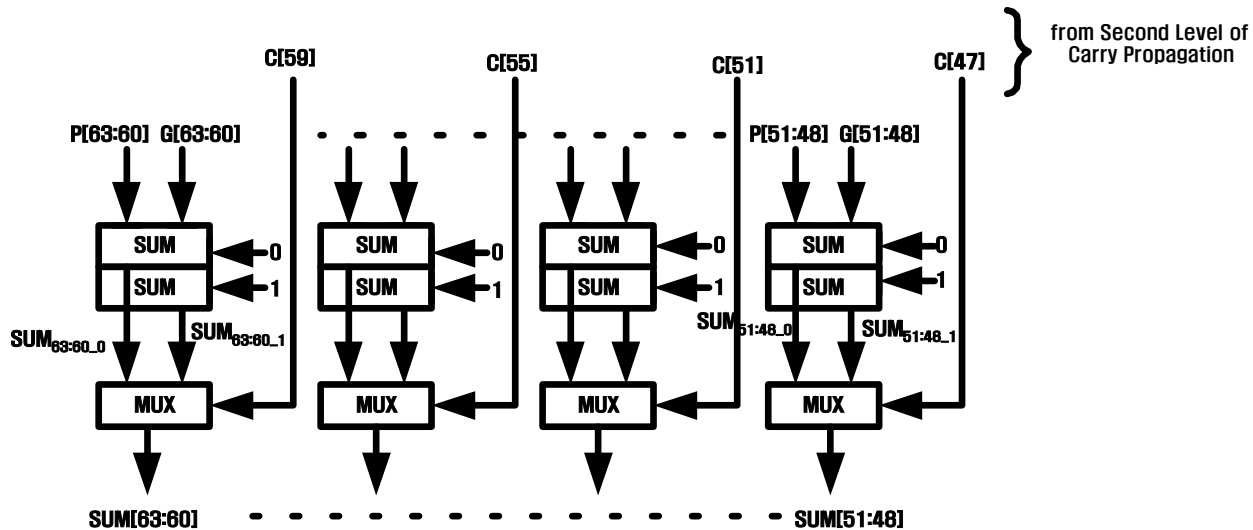 from Second Level of
Carry Propagation
C[59] C[55] C[51] C[47]
P[63:60] G[63:60] P[51:48] G[51:48]
SUM SUM SUM SUM
0 0 0 0
SUM SUM SUM SUM
1 1 1 1
SUM63:60_0 SUM63:60_1 SUM51:48_0 SUM51:48_1
MUX MUX MUX MUX
SUM[63:60] SUM[51:48]